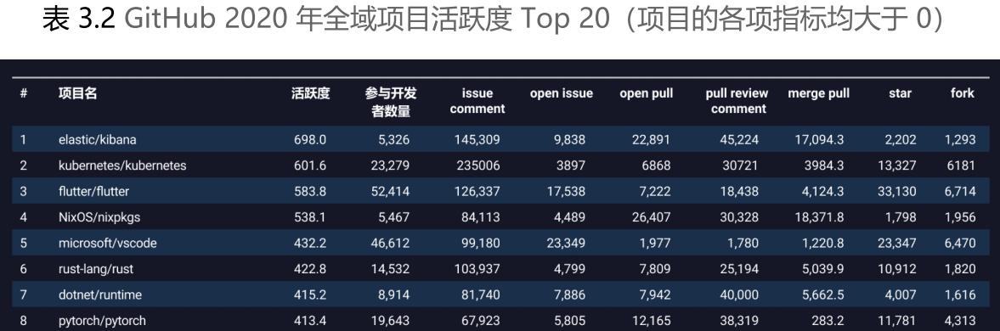 表 3.2 GitHub 2020 年全域项目活跃度 Top 20（项目的各项指标均大于 0）
# 项目名 活跃度 参与开发者数量 issue comment open issue open pull pull review comment merge pull star fork
1 elastic/kibana 698.0 5,326 145,309 9,838 22,891 45,224 17,094.3 2,202 1,293
2 kubernetes/kubernetes 601.6 23,279 235006 3897 6868 30721 3984.3 13,327 6181
3 flutter/flutter 583.8 52,414 126,337 17,538 7,222 18,438 4,124.3 33,130 6,714
4 NixOS/nixpkgs 538.1 5,467 84,113 4,489 26,407 30,328 18,371.8 1,798 1,956
5 microsoft/vscode 432.2 46,612 99,180 23,349 1,977 1,780 1,220.8 23,347 6,470
6 rust-lang/rust 422.8 14,532 103,937 4,799 7,809 25,194 5,039.9 10,912 1,820
7 dotnet/runtime 415.2 8,914 81,740 7,886 7,942 40,000 5,662.5 4,007 1,616
8 pytorch/pytorch 413.4 19,643 67,923 5,805 12,165 38,319 283.2 11,781 4,313